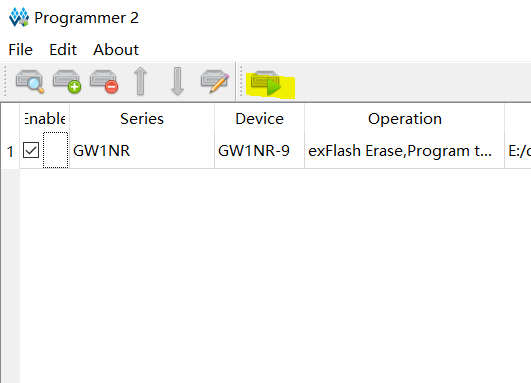 Programmer 2
File Edit About
Enable Series Device Operation
1 GW1NR GW1NR-9 exFlash Erase,Program t... E:/